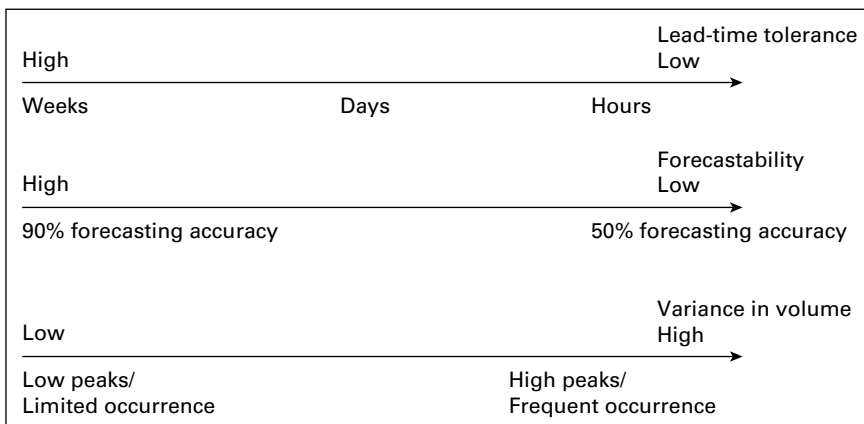 Lead-time tolerance
High Low
Weeks Days Hours
Forecastability
High Low
90% forecasting accuracy 50% forecasting accuracy
Variance in volume
Low High
Low peaks/ High peaks/
Limited occurrence Frequent occurrence